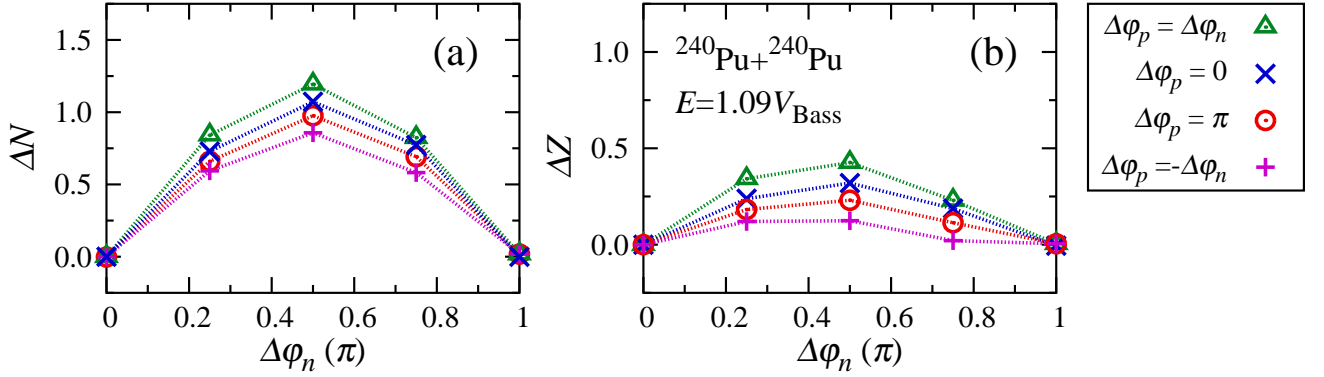 (a)
ΔN
1.5
1.0
0.5
0.0
0 0.2 0.4 0.6 0.8 1
Δφₙ (π)
(b)
²⁴⁰Pu+²⁴⁰Pu
E=1.09V_Bass
ΔZ
1.0
0.5
0.0
0 0.2 0.4 0.6 0.8 1
Δφₙ (π)
Δφₚ = Δφₙ
Δφₚ = 0
Δφₚ = π
Δφₚ =-Δφₙ